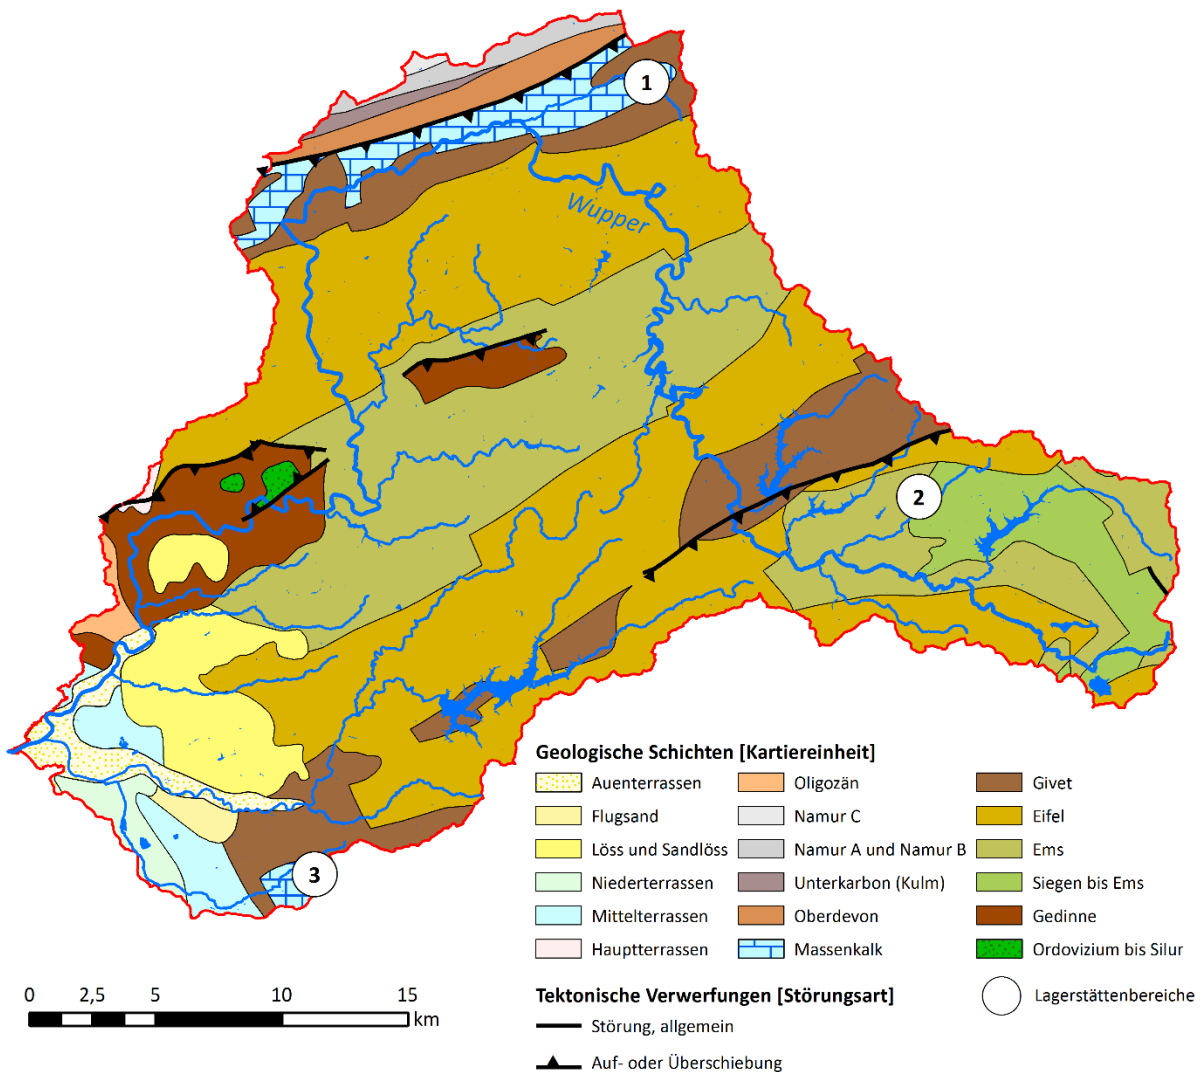 1
Wupper
2
3
Geologische Schichten [Kartiereinheit]
Auenterrassen
Oligozän
Givet
Flugsand
Namur C
Eifel
Löss und Sandlöss
Namur A und Namur B
Ems
Niederterrassen
Unterkarbon (Kulm)
Siegen bis Ems
Mittelterrassen
Oberdevon
Gedinne
Hauptterrassen
Massenkalk
Ordovizium bis Silur
0 2,5 5 10 15
km
Tektonische Verwerfungen [Störungsart]
Lagerstättenbereiche
Störung, allgemein
Auf- oder Überschiebung